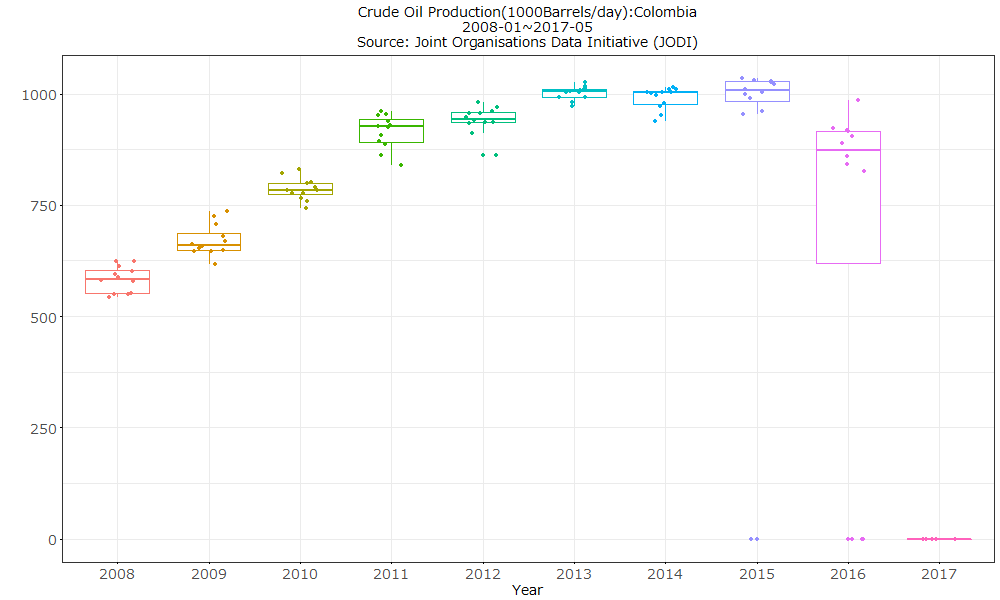 Crude Oil Production(1000Barrels/day):Colombia
2008-01~2017-05
Source: Joint Organisations Data Initiative (JODI)
1000
750
500
250
0
2008 2009 2010 2011 2012 2013 2014 2015 2016 2017
Year